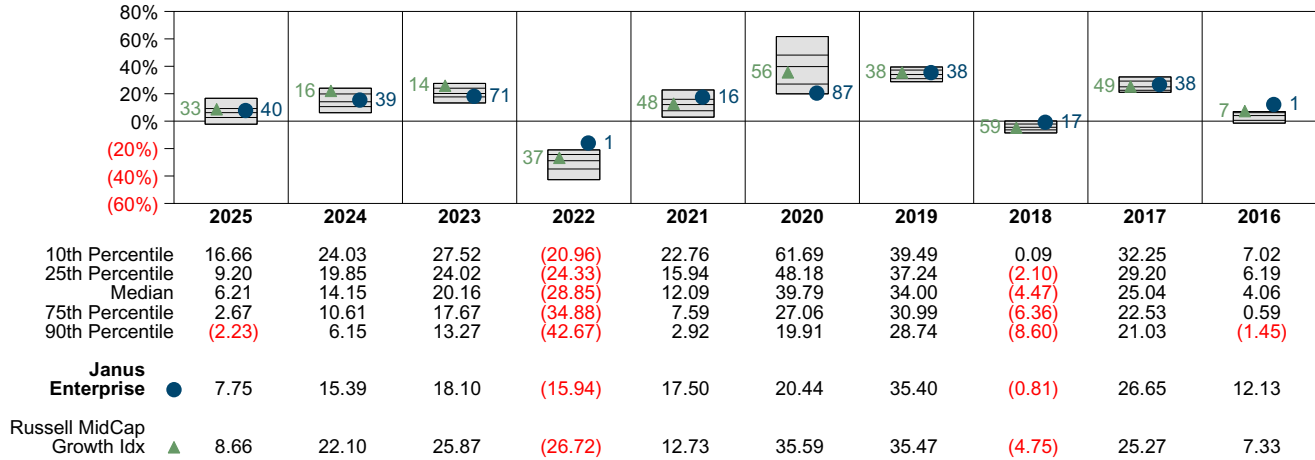 80%
60%
40%
20%
0%
(20%)
(40%)
(60%)
33 40
16 39
14 71
37 1
48 16
56 87
38 38
59 17
49 38
7 1
2025 2024 2023 2022 2021 2020 2019 2018 2017 2016
10th Percentile 16.66 24.03 27.52 (20.96) 22.76 61.69 39.49 0.09 32.25 7.02
25th Percentile 9.20 19.85 24.02 (24.33) 15.94 48.18 37.24 (2.10) 29.20 6.19
Median 6.21 14.15 20.16 (28.85) 12.09 39.79 34.00 (4.47) 25.04 4.06
75th Percentile 2.67 10.61 17.67 (34.88) 7.59 27.06 30.99 (6.36) 22.53 0.59
90th Percentile (2.23) 6.15 13.27 (42.67) 2.92 19.91 28.74 (8.60) 21.03 (1.45)
Janus
Enterprise 7.75 15.39 18.10 (15.94) 17.50 20.44 35.40 (0.81) 26.65 12.13
Russell MidCap
Growth Idx 8.66 22.10 25.87 (26.72) 12.73 35.59 35.47 (4.75) 25.27 7.33